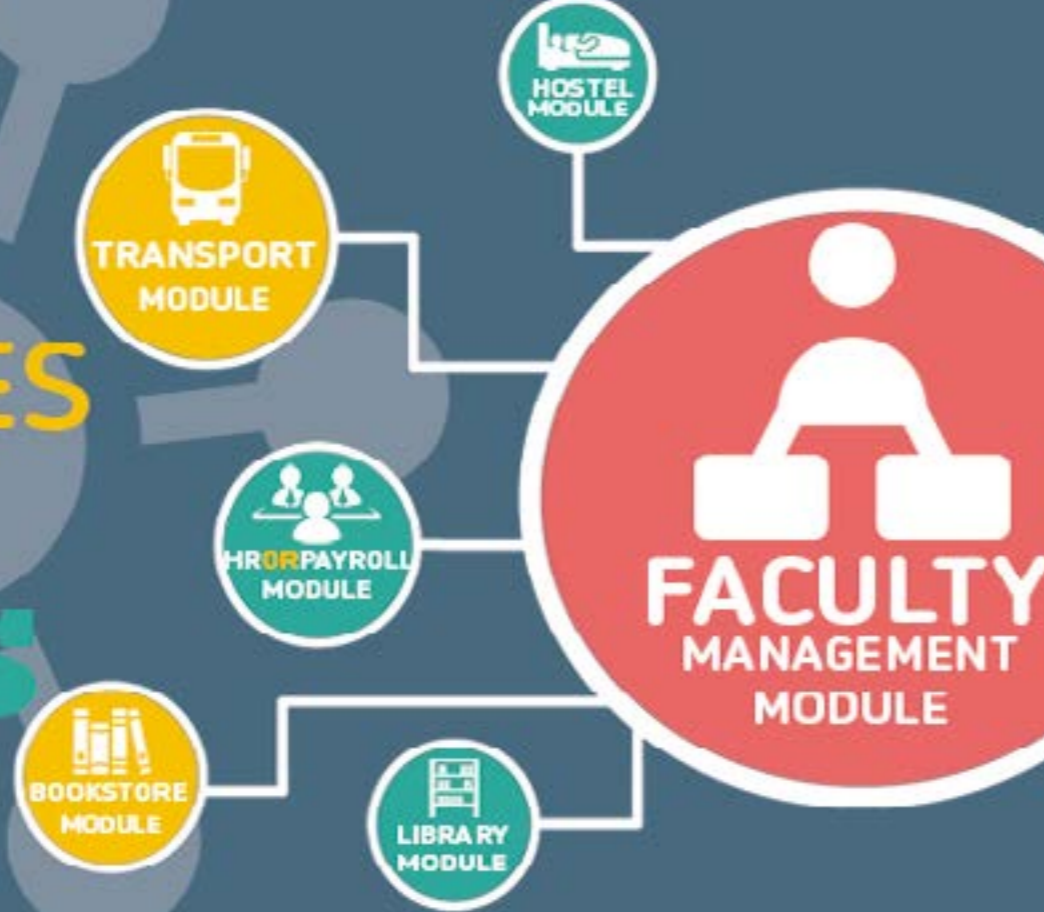 HOSTEL
MODULE
TRANSPORT
MODULE
ES
HRORPAYROLL
MODULE
FACULTY
MANAGEMENT
MODULE
BOOKSTORE
MODULE
LIBRARY
MODULE